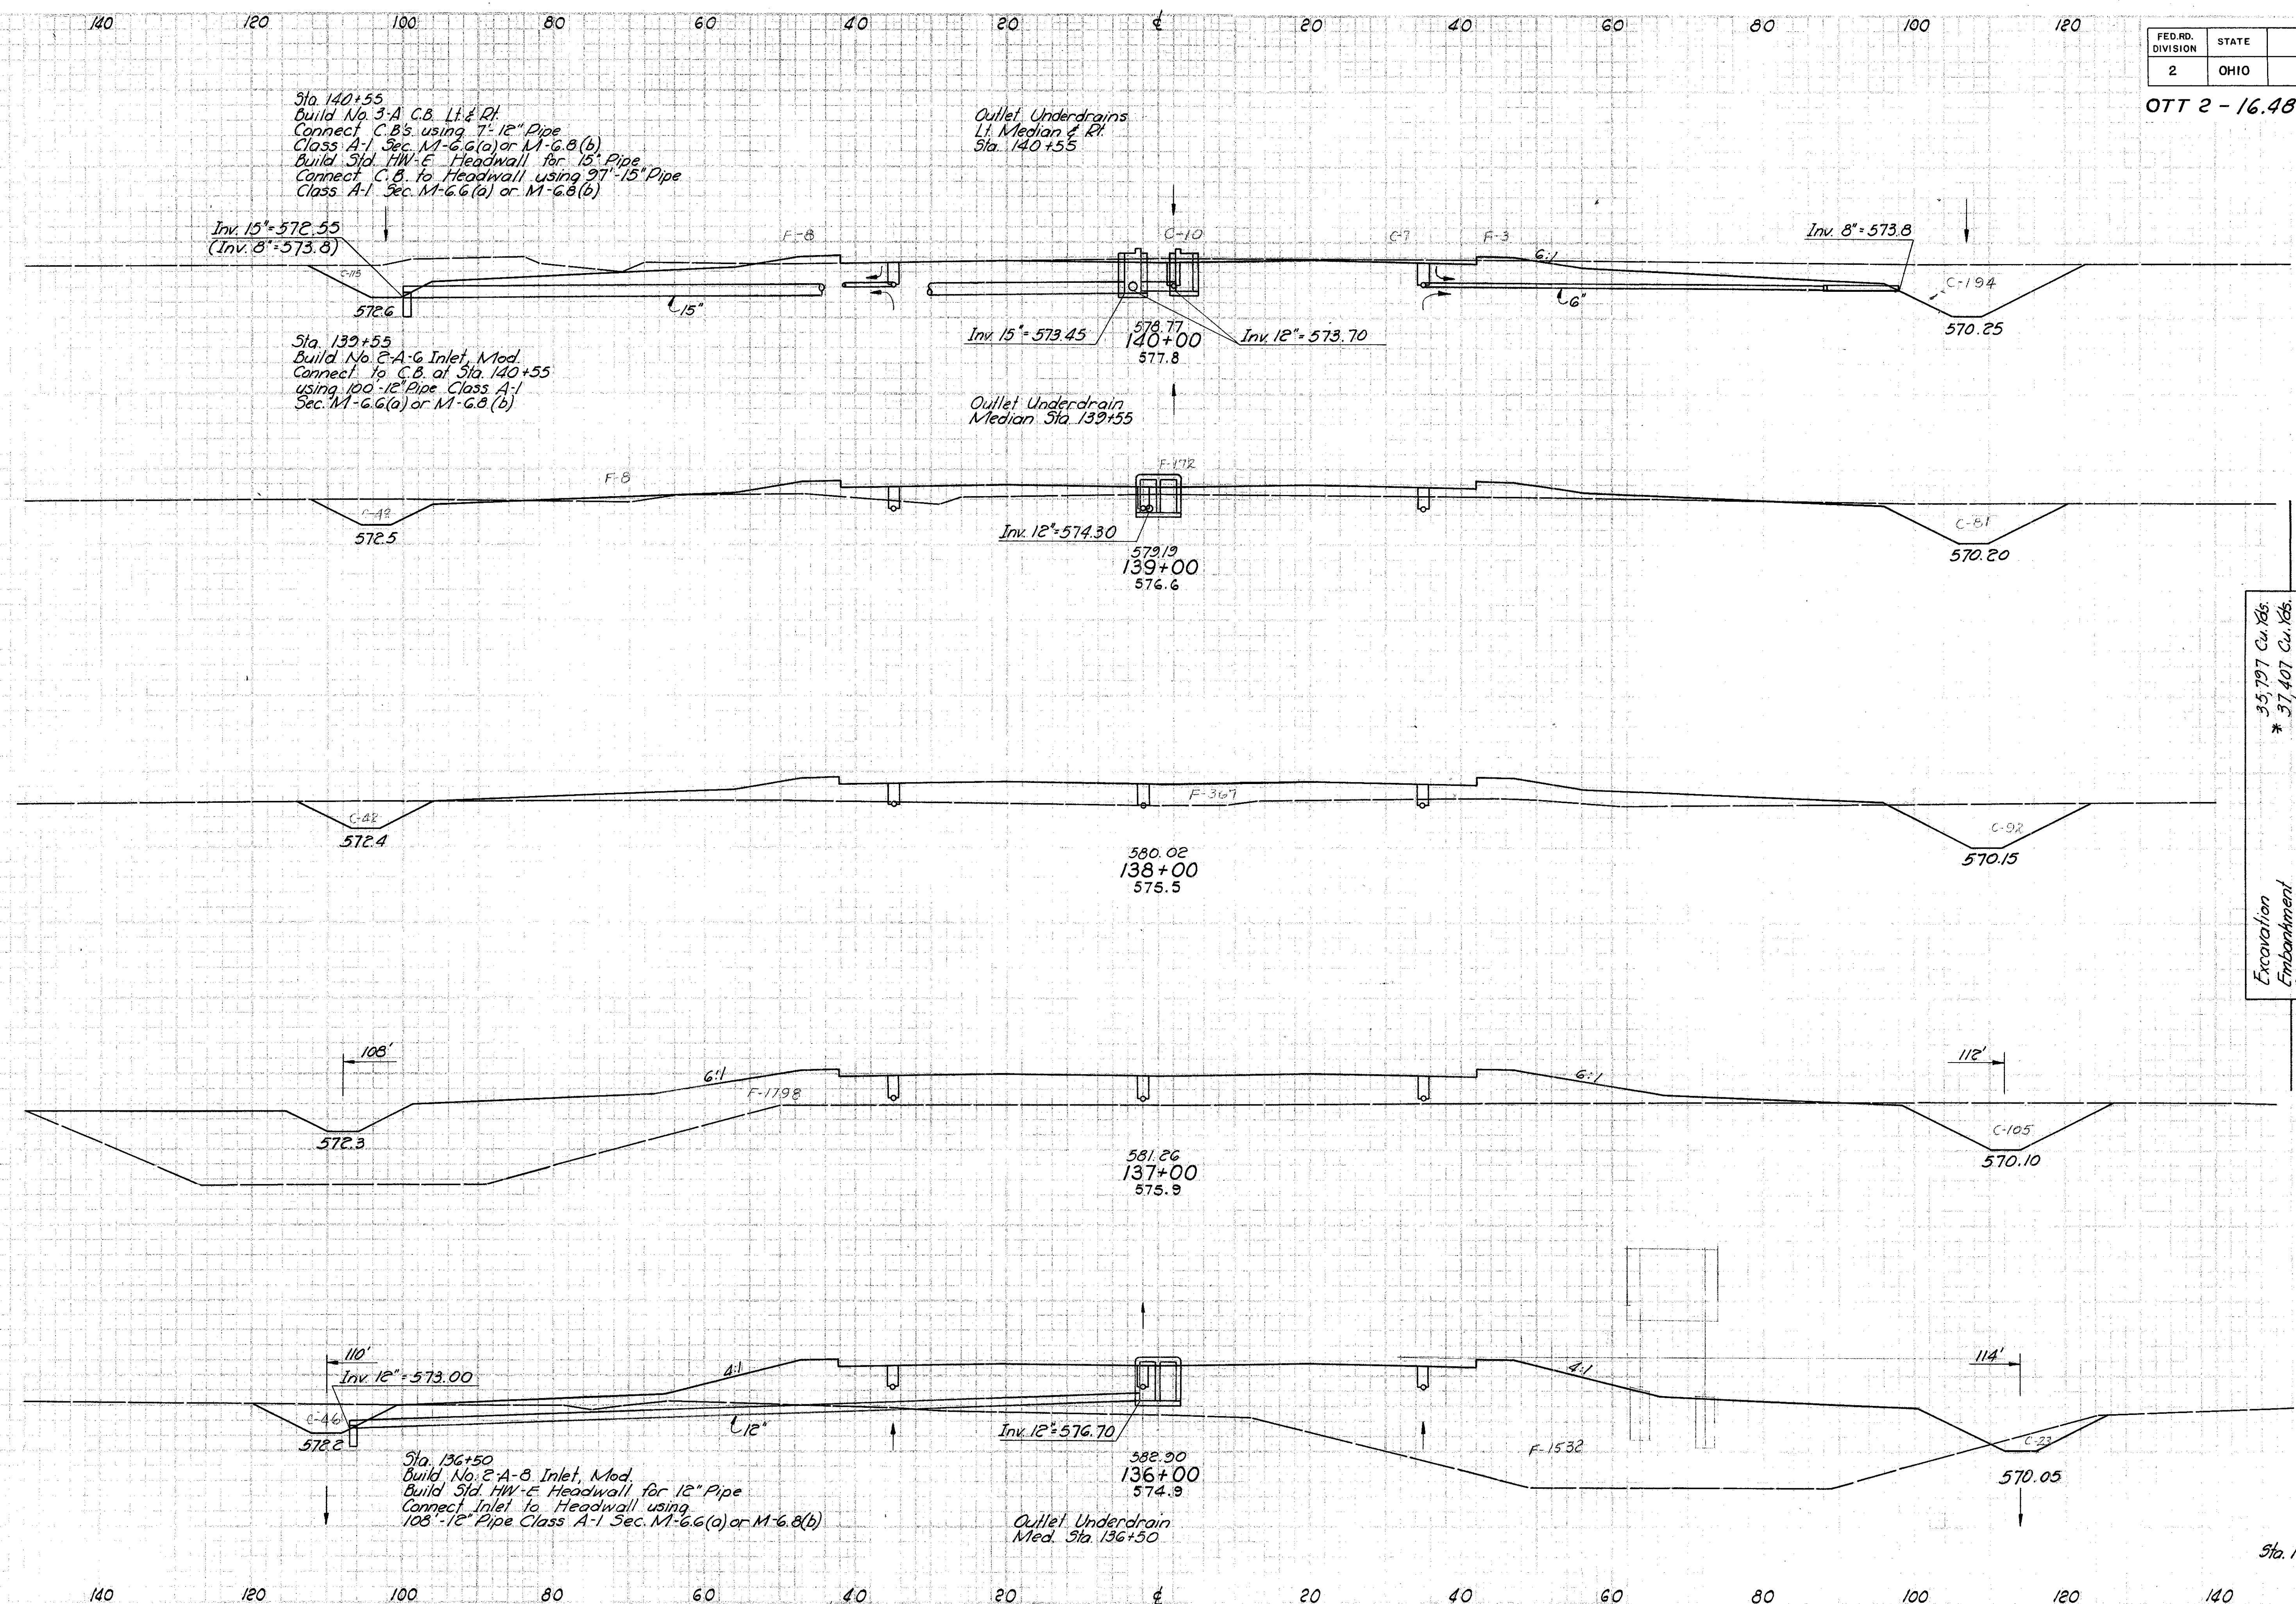 140 120 100 80 60 40 20 ℄ 20 40 60 80 100 120
FED.RD. DIVISION STATE
2 OHIO
OTT 2 - 16.48
Sta. 140+55
Build No. 3-A C.B. Lt. & Rt.
Connect C.B's using 7'-12" Pipe
Class A-1 Sec. M-6.6(a) or M-6.8(b)
Build Std. HW-E Headwall for 15" Pipe
Connect C.B. to Headwall using 97'-15" Pipe
Class A-1 Sec. M-6.6(a) or M-6.8(b)
Outlet Underdrains
Lt. Median & Rt.
Sta. 140+55
Inv. 15"=572.55
(Inv. 8"=573.8)
F-8
C-10
C-7
F-3
6:1
Inv. 8"=573.8
C-115
C-194
572.6
15"
6"
570.25
Inv. 15"=573.45
578.77
140+00
577.8
Inv. 12"=573.70
Sta. 139+55
Build No. 2-A-6 Inlet, Mod.
Connect to C.B. at Sta. 140+55
using 100'-12" Pipe Class A-1
Sec. M-6.6(a) or M-6.8(b)
Outlet Underdrain
Median Sta. 139+55
F-8
F-172
C-42
572.5
Inv. 12"=574.30
579.19
139+00
576.6
C-81
570.20
35,797 Cu.Yds.
* 37,407 Cu.Yds.
Excavation
Embankment
F-367
C-42
572.4
580.02
138+00
575.5
C-92
570.15
108'
112'
6:1
6:1
F-1798
572.3
581.26
137+00
575.9
C-105
570.10
110'
114'
Inv. 12"=573.00
4:1
4:1
C-46
572.2
12"
Inv. 12"=576.70
F-1532
C-23
582.90
136+00
574.9
570.05
Sta. 136+50
Build No. 2-A-8 Inlet, Mod.
Build Std. HW-E Headwall for 12" Pipe
Connect Inlet to Headwall using
108'-12" Pipe Class A-1 Sec. M-6.6(a) or M-6.8(b)
Outlet Underdrain
Med. Sta. 136+50
Sta. 1
140 120 100 80 60 40 20 ℄ 20 40 60 80 100 120 140